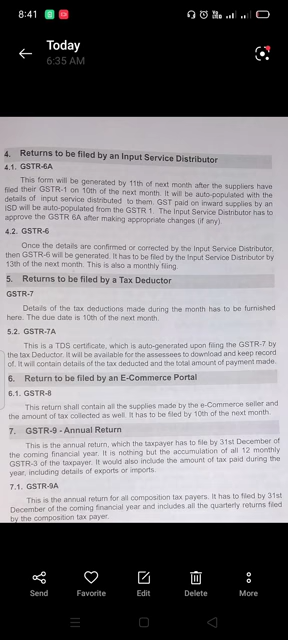 8:41
Today
6:35 AM
4. Returns to be filed by an Input Service Distributor
4.1. GSTR-6A
This form will be generated by 11th of next month after the suppliers have
filed their GSTR-1 on 10th of the next month. It will be auto-populated with the
details of input service distributed to them. GST paid on inward supplies by an
ISD will be auto-populated from the GSTR 1. The Input Service Distributor has to
approve the GSTR 6A after making appropriate changes (if any).
4.2. GSTR-6
Once the details are confirmed or corrected by the Input Service Distributor,
then GSTR-6 will be generated. It has to be filed by the Input Service Distributor by
13th of the next month. This is also a monthly filing
5. Returns to be filed by a Tax Deductor
GSTR-7
Details of the tax deductions made during the month has to be furnished
here. The due date is 10th of the next month.
5.2. GSTR-7A
This is a TDS certificate, which is auto-generated upon filing the GSTR-7 by
the tax Deductor. It will be available for the assessees to download and keep record
of. It will contain details of the tax deducted and the total amount of payment made.
6. Return to be filed by an E-Commerce Portal
6.1. GSTR-8
This return shall contain all the supplies made by the e-Commerce seller and
the amount of tax collected as well. It has to be filed by 10th of the next month.
7. GSTR-9 - Annual Return
This is the annual return, which the taxpayer has to file by 31st December of
the coming financial year. It is nothing but the accumulation of all 12 monthly
GSTR-3 of the taxpayer. It would also include the amount of tax paid during the
year, including details of exports or imports.
7.1. GSTR-9A
This is the annual return for all composition tax payers. It has to be filed by 31st
December of the coming financial year and includes all the quarterly returns filed
by the composition tax payer.
Send Favorite Edit Delete More